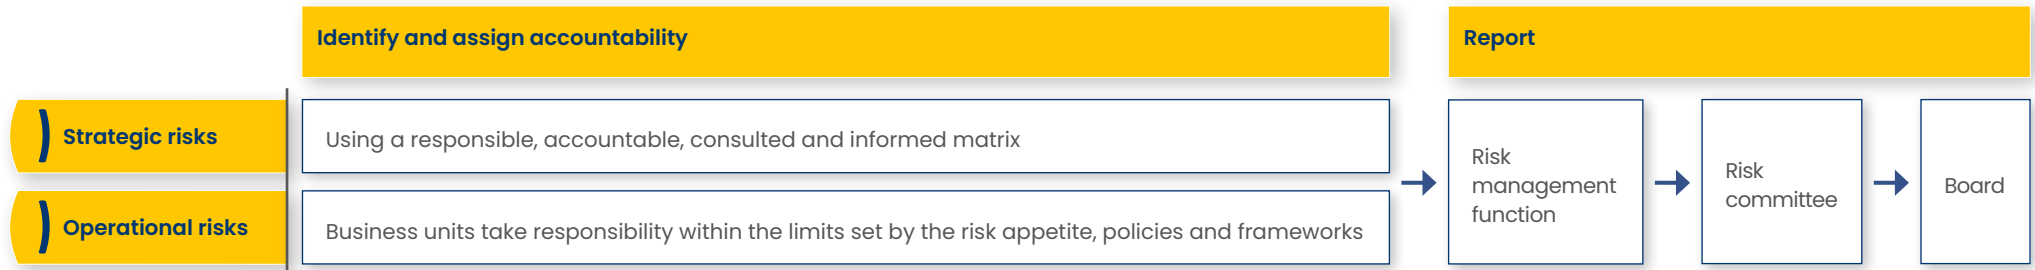 Identify and assign accountability
Report
Strategic risks
Using a responsible, accountable, consulted and informed matrix
Operational risks
Business units take responsibility within the limits set by the risk appetite, policies and frameworks
Risk
management
function
Risk
committee
Board